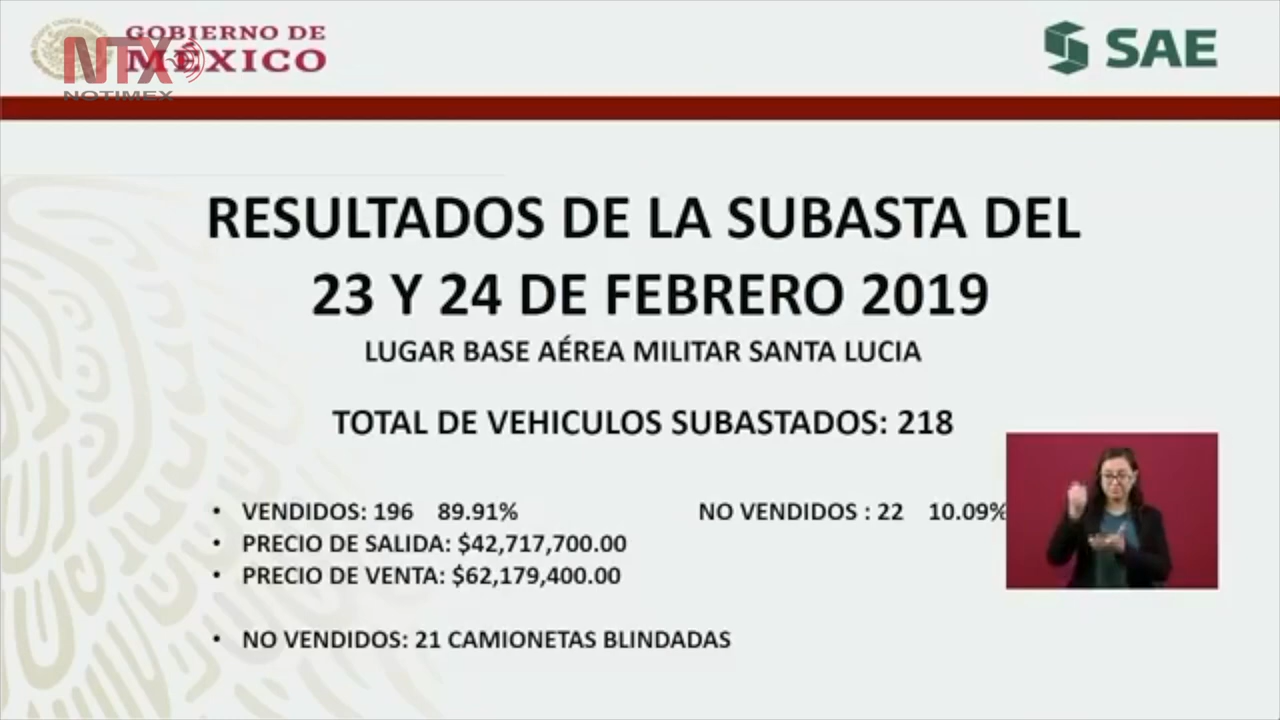 GOBIERNO DE
MÉXICO
NTX
NOTIMEX
SAE
RESULTADOS DE LA SUBASTA DEL
23 Y 24 DE FEBRERO 2019
LUGAR BASE AÉREA MILITAR SANTA LUCIA
TOTAL DE VEHICULOS SUBASTADOS: 218
• VENDIDOS: 196 89.91% NO VENDIDOS : 22 10.09%
• PRECIO DE SALIDA: $42,717,700.00
• PRECIO DE VENTA: $62,179,400.00
• NO VENDIDOS: 21 CAMIONETAS BLINDADAS